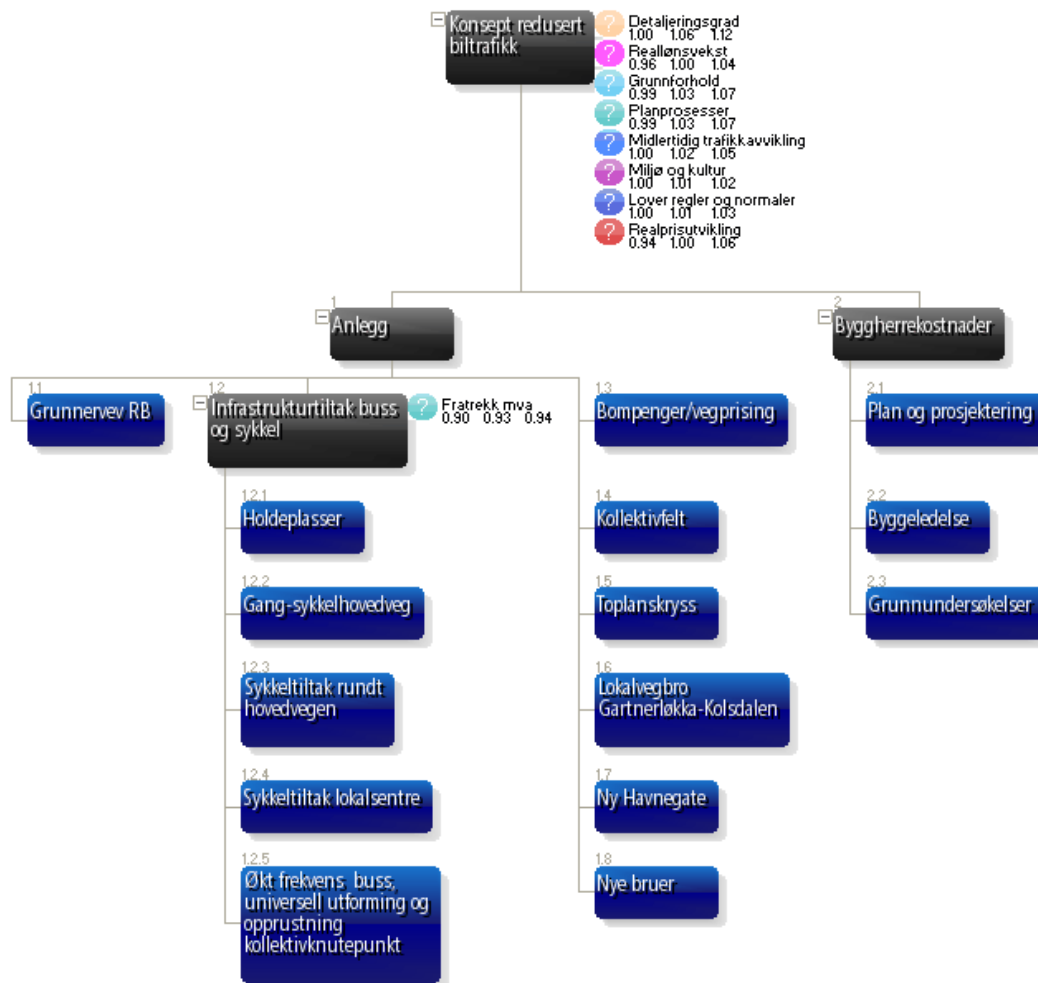 Konsept redusert
biltrafikk
? Detaljeringsgrad
1.00 1.06 1.12
? Reallønsvekst
0.96 1.00 1.04
? Grunnforhold
0.99 1.03 1.07
? Planprosesser
0.99 1.03 1.07
? Midlertidig trafikkavvikling
1.00 1.02 1.05
? Miljø og kultur
1.00 1.01 1.02
? Lover regler og normaler
1.00 1.01 1.03
? Realprisutvikling
0.94 1.00 1.06
1
Anlegg
2
Byggherrekostnader
1.1
Grunnervev RB
1.2
Infrastrukturtiltak buss
og sykkel
? Fratrekk mva
0.90 0.93 0.94
1.2.1
Holdeplasser
1.2.2
Gang-sykkelhovedveg
1.2.3
Sykkeltiltak rundt
hovedvegen
1.2.4
Sykkeltiltak lokalsentre
1.2.5
Økt frekvens buss,
universell utforming og
opprustning
kollektivknutepunkt
1.3
Bompenger/vegprising
1.4
Kollektivfelt
1.5
Toplanskryss
1.6
Lokalvegbro
Gartnerløkka-Kolsdalen
1.7
Ny Havnegate
1.8
Nye bruer
2.1
Plan og prosjektering
2.2
Byggeledelse
2.3
Grunnundersøkelser